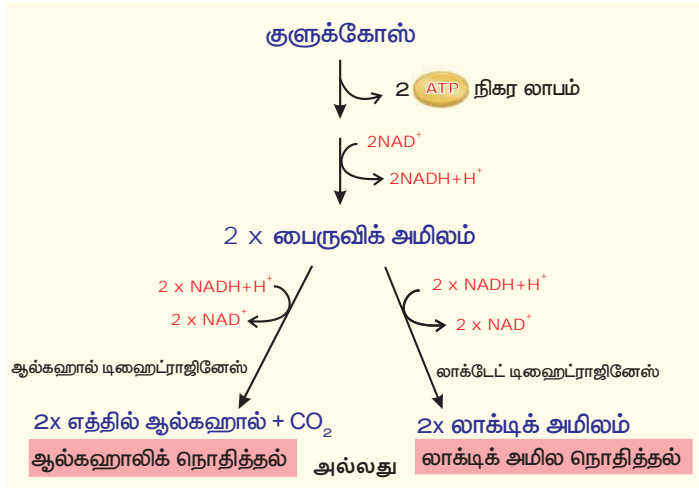 குளுக்கோஸ்
2 ATP நிகர லாபம்
2NAD⁺
2NADH+H⁺
2 x பைருவிக் அமிலம்
2 x NADH+H⁺
2 x NADH+H⁺
2 x NAD⁺
2 x NAD⁺
ஆல்கஹால் டிஹைட்ராஜினேஸ்
லாக்டேட் டிஹைட்ராஜினேஸ்
2x எத்தில் ஆல்கஹால் + CO₂
2x லாக்டிக் அமிலம்
ஆல்கஹாலிக் நொதித்தல்
அல்லது
லாக்டிக் அமில நொதித்தல்